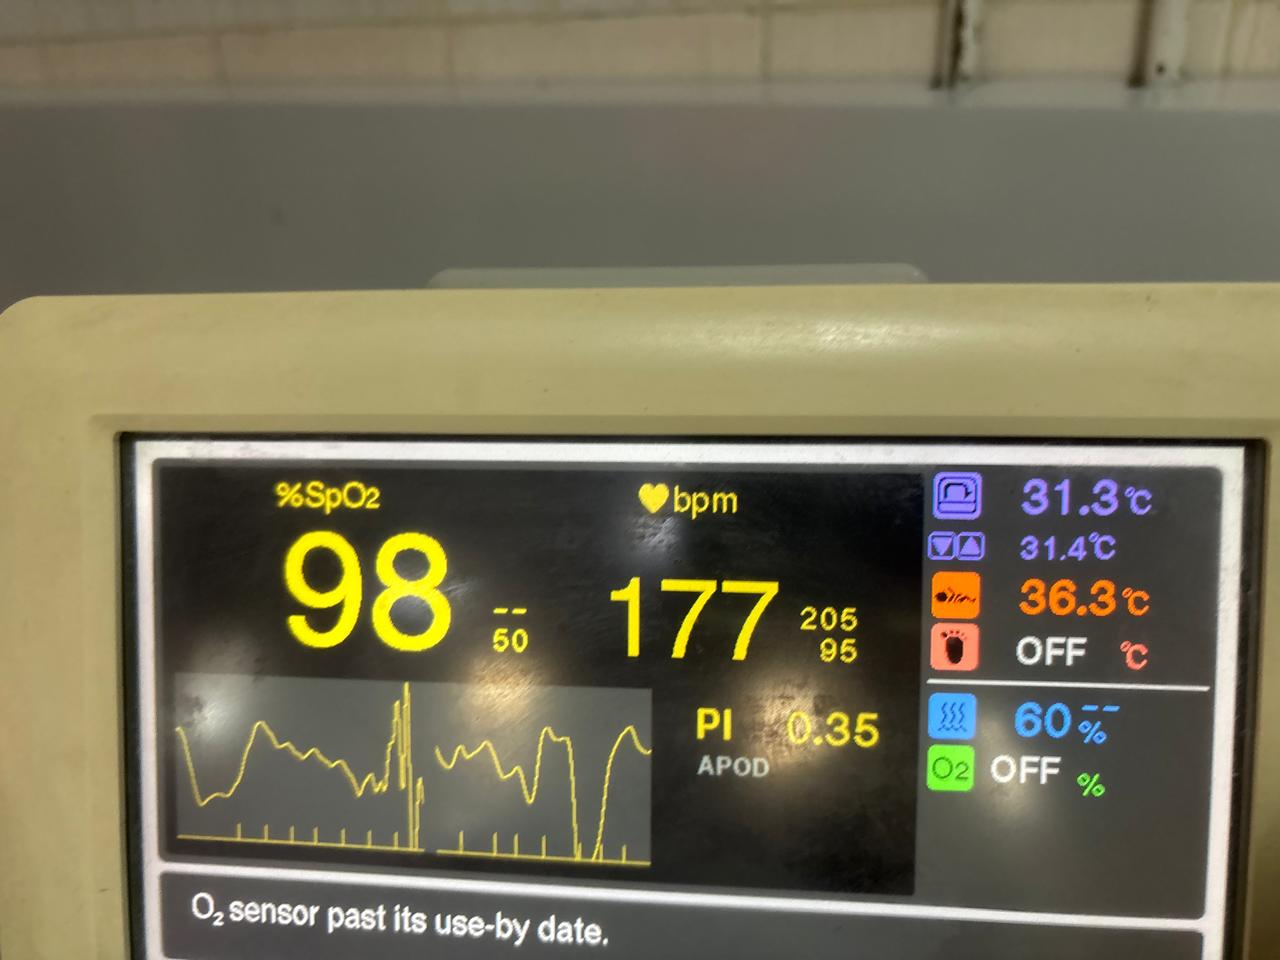 %SpO2
98
--
50
bpm
177
205
95
PI 0.35
APOD
31.3°C
31.4°C
36.3°C
OFF °C
60 -- %
O2 OFF %
O₂ sensor past its use-by date.